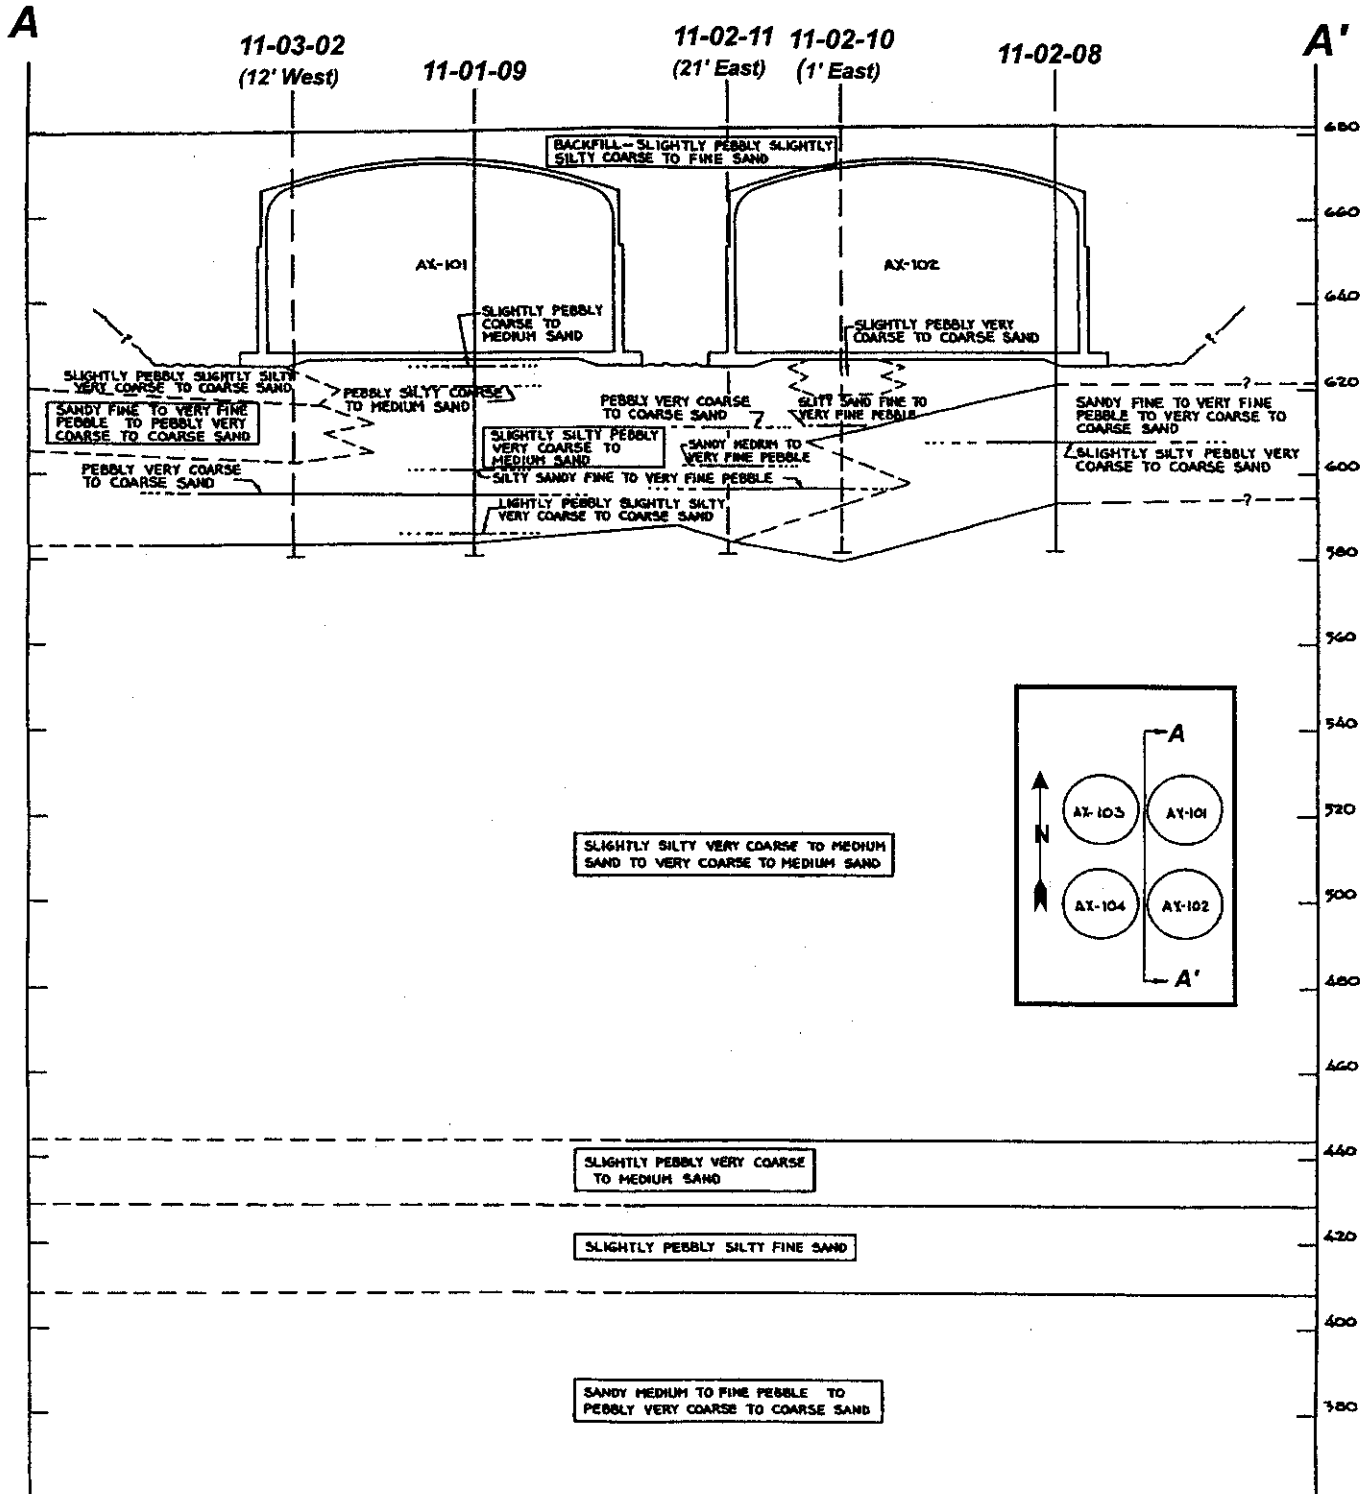 A
A'
11-03-02
(12' West)
11-01-09
11-02-11
(21' East)
11-02-10
(1' East)
11-02-08
BACKFILL-SLIGHTLY PEBBLY SLIGHTLY
SILTY COARSE TO FINE SAND
680
660
AX-101
AX-102
640
SLIGHTLY PEBBLY
COARSE TO
MEDIUM SAND
SLIGHTLY PEBBLY VERY
COARSE TO COARSE SAND
?
?
SLIGHTLY PEBBLY SLIGHTLY SILTY
VERY COARSE TO COARSE SAND
PEBBLY SILTY COARSE
TO MEDIUM SAND
PEBBLY VERY COARSE
TO COARSE SAND
SLITY SAND FINE TO
VERY FINE PEBBLE
?
620
SANDY FINE TO VERY FINE
PEBBLE TO PEBBLY VERY
COARSE TO COARSE SAND
SANDY FINE TO VERY FINE
PEBBLE TO VERY COARSE TO
COARSE SAND
SLIGHTLY SILTY PEBBLY
VERY COARSE TO
MEDIUM SAND
SANDY MEDIUM TO
VERY FINE PEBBLE
SLIGHTLY SILTY PEBBLY VERY
COARSE TO COARSE SAND
600
PEBBLY VERY COARSE
TO COARSE SAND
SILTY SANDY FINE TO VERY FINE PEBBLE
LIGHTLY PEBBLY SLIGHTLY SILTY
VERY COARSE TO COARSE SAND
?
580
560
540
520
500
480
460
440
420
400
380
A
N
AX-103
AX-101
AX-104
AX-102
A'
SLIGHTLY SILTY VERY COARSE TO MEDIUM
SAND TO VERY COARSE TO MEDIUM SAND
SLIGHTLY PEBBLY VERY COARSE
TO MEDIUM SAND
SLIGHTLY PEBBLY SILTY FINE SAND
SANDY MEDIUM TO FINE PEBBLE TO
PEBBLY VERY COARSE TO COARSE SAND